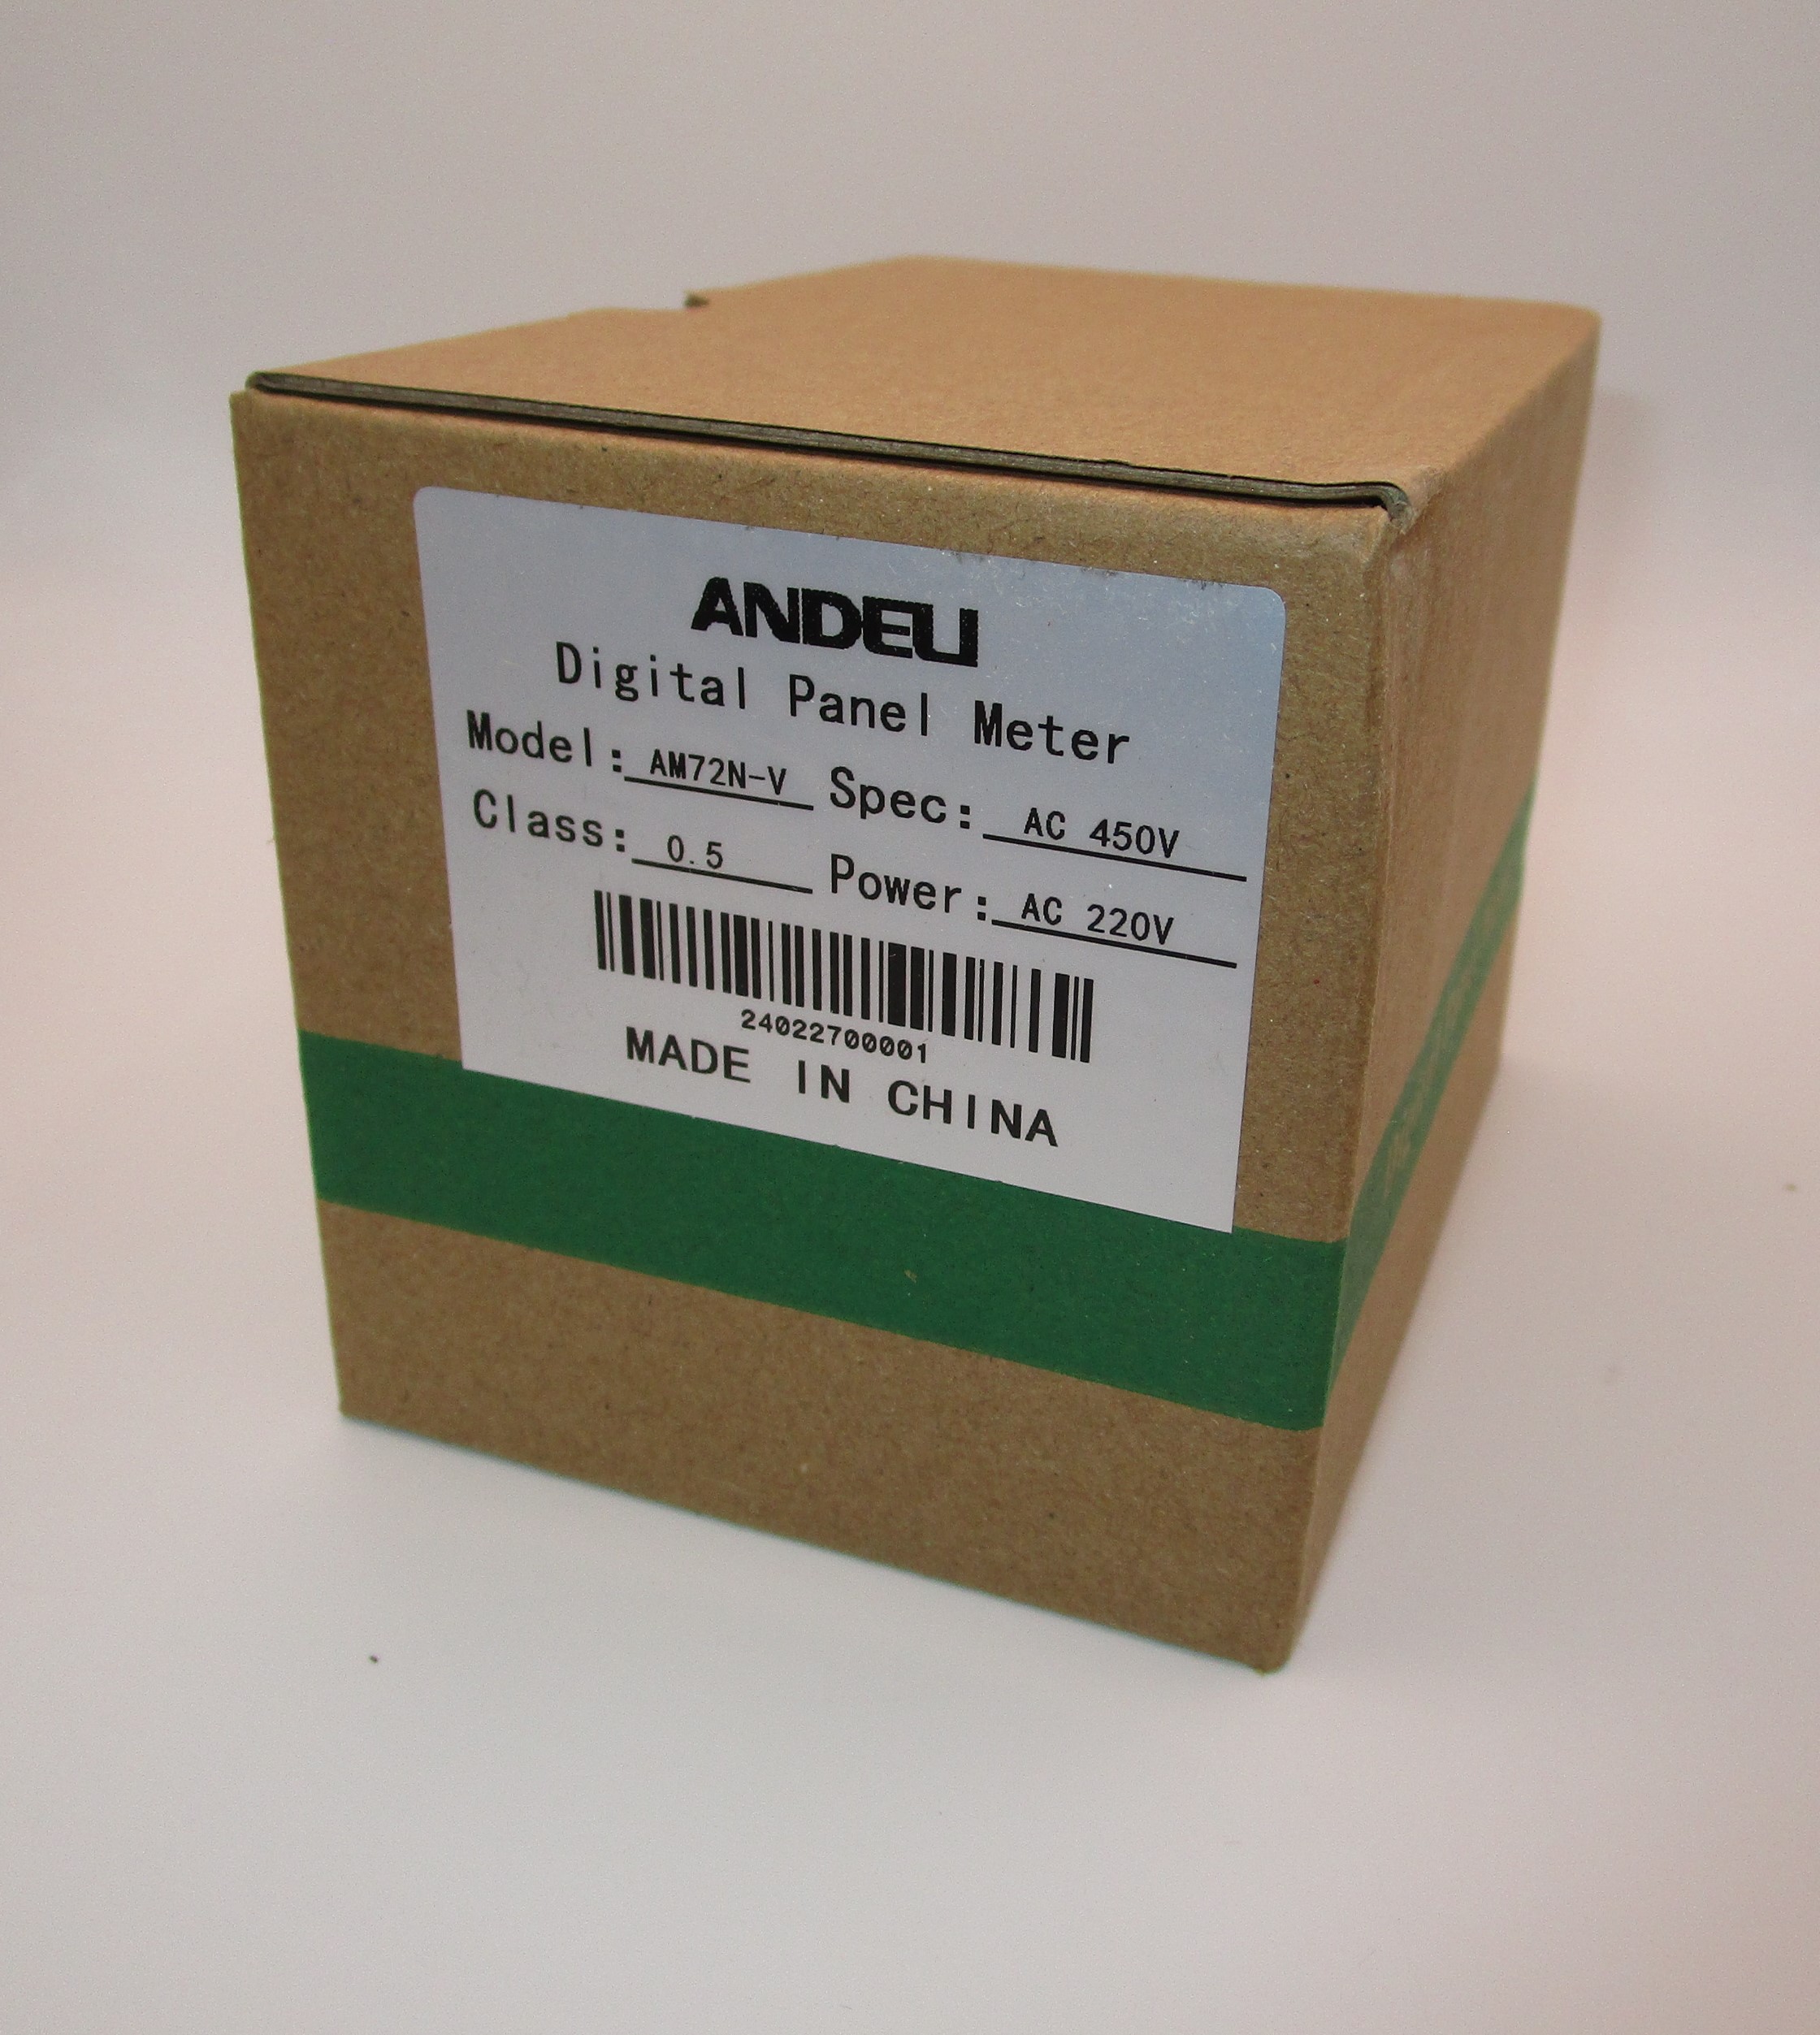 ANDELI
Digital Panel Meter
Model: AM72N-V Spec: AC 450V
Class: 0.5 Power: AC 220V
24022700001
MADE IN CHINA